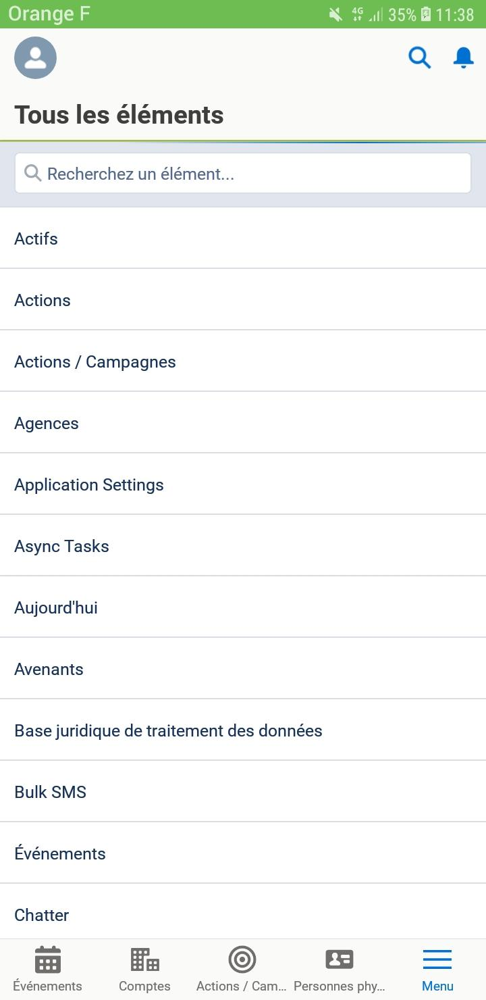 Orange F
4G
35%
11:38
Tous les éléments
Recherchez un élément...
Actifs
Actions
Actions / Campagnes
Agences
Application Settings
Async Tasks
Aujourd'hui
Avenants
Base juridique de traitement des données
Bulk SMS
Événements
Chatter
Événements
Comptes
Actions / Cam...
Personnes phy...
Menu